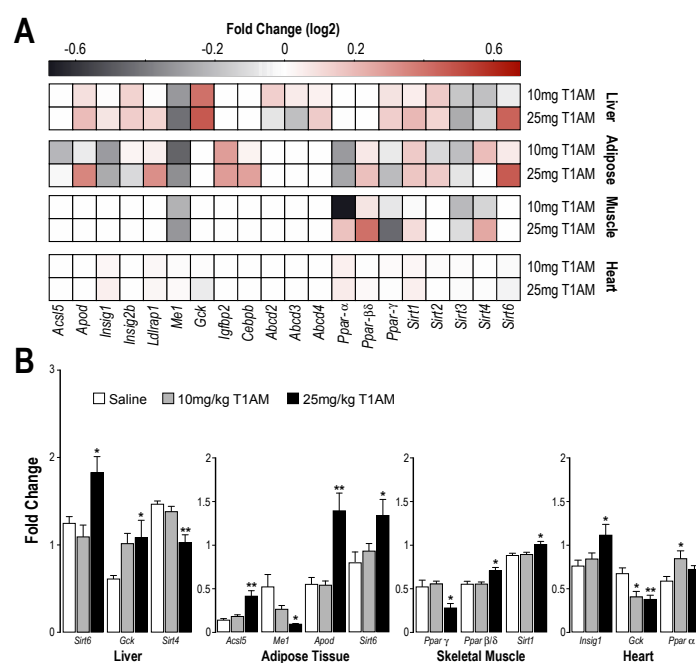 A
Fold Change (log2)
-0.6 -0.2 0 0.2 0.6
10mg T1AM
25mg T1AM
Liver
10mg T1AM
25mg T1AM
Adipose
10mg T1AM
25mg T1AM
Muscle
10mg T1AM
25mg T1AM
Heart
Acsl5 Apod Insig1 Insig2b Ldlrap1 Me1 Gck Igfbp2 Cebpb Abcd2 Abcd3 Abcd4 Ppar-α Ppar-βδ Ppar-γ Sirt1 Sirt2 Sirt3 Sirt4 Sirt6
B
Saline 10mg/kg T1AM 25mg/kg T1AM
Fold Change
3
2
1
0
* * **
Sirt6 Gck Sirt4
Liver
2
1.5
1
0.5
0
** * ** *
Acsl5 Me1 Apod Sirt6
Adipose Tissue
2
1.5
1
0.5
0
* * *
Ppar γ Ppar β/δ Sirt1
Skeletal Muscle
2
1.5
1
0.5
0
* * ** *
Insig1 Gck Ppar α
Heart